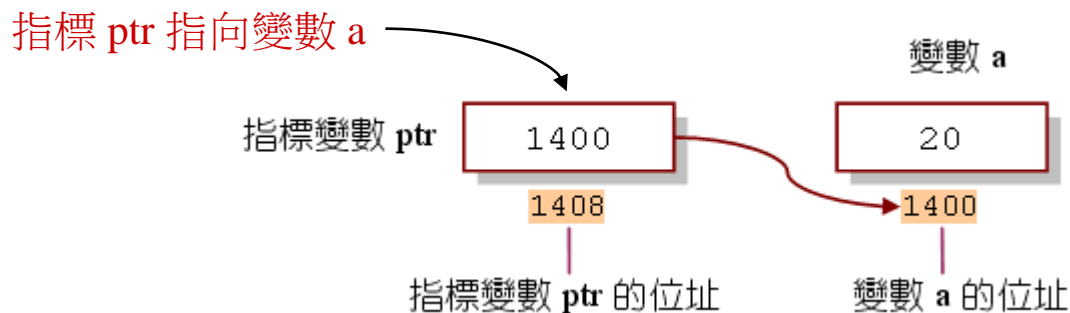 指標 ptr 指向變數 a
變數 a
指標變數 ptr
1400
20
1408
1400
指標變數 ptr 的位址
變數 a 的位址